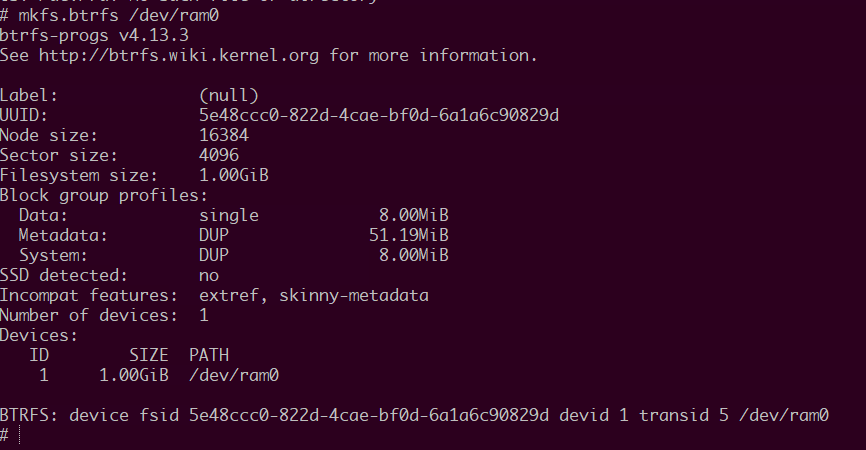 # mkfs.btrfs /dev/ram0
btrfs-progs v4.13.3
See http://btrfs.wiki.kernel.org for more information.
Label: (null)
UUID: 5e48ccc0-822d-4cae-bf0d-6a1a6c90829d
Node size: 16384
Sector size: 4096
Filesystem size: 1.00GiB
Block group profiles:
Data: single 8.00MiB
Metadata: DUP 51.19MiB
System: DUP 8.00MiB
SSD detected: no
Incompat features: extref, skinny-metadata
Number of devices: 1
Devices:
ID SIZE PATH
1 1.00GiB /dev/ram0
BTRFS: device fsid 5e48ccc0-822d-4cae-bf0d-6a1a6c90829d devid 1 transid 5 /dev/ram0
#